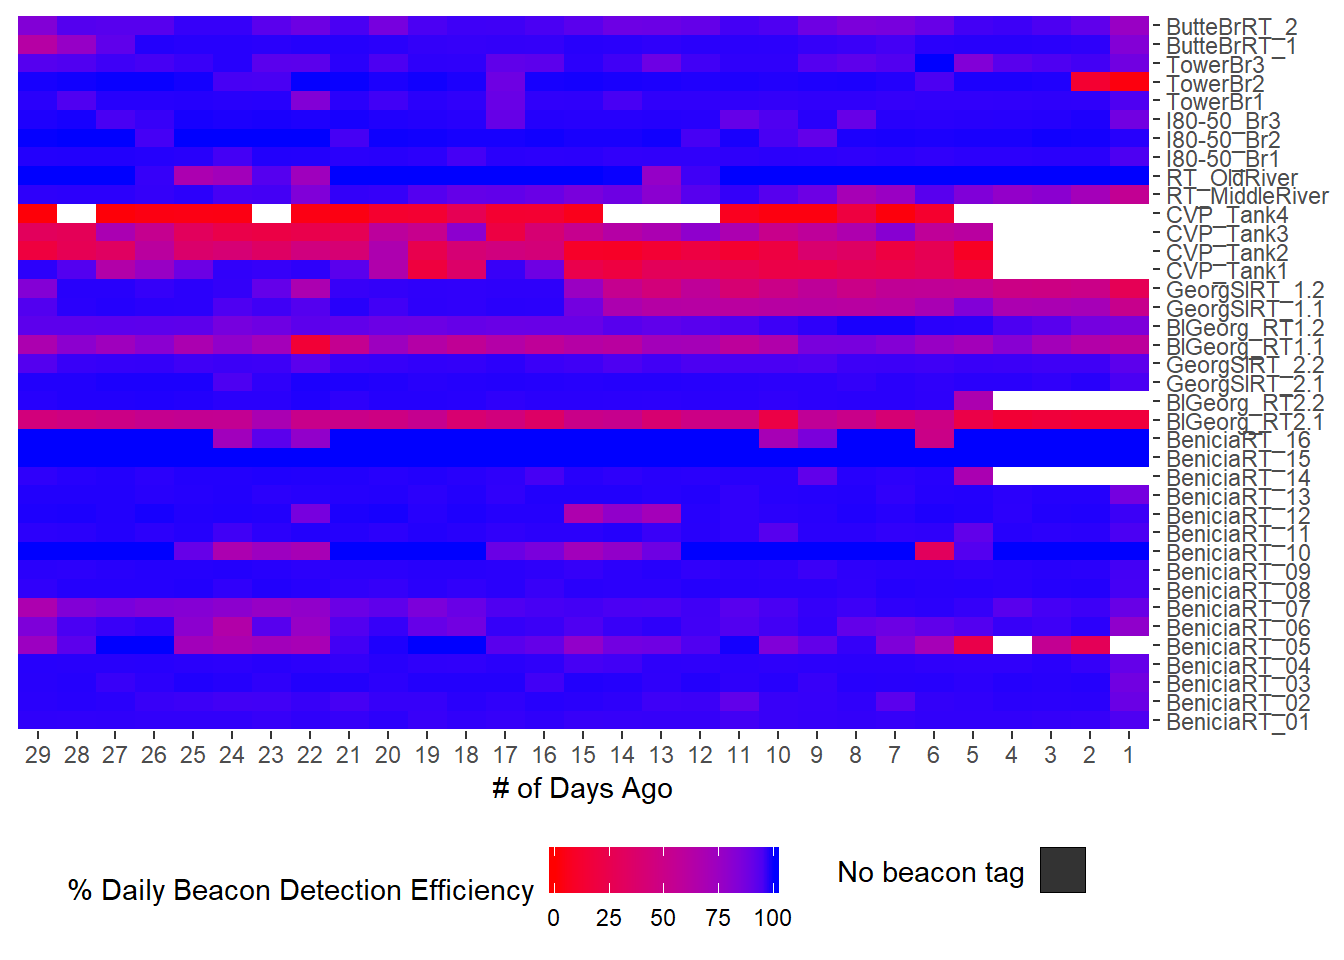 ButteBrRT_2
ButteBrRT_1
TowerBr3
TowerBr2
TowerBr1
I80-50_Br3
I80-50_Br2
I80-50_Br1
RT_OldRiver
RT_MiddleRiver
CVP_Tank4
CVP_Tank3
CVP_Tank2
CVP_Tank1
GeorgSlRT_1.2
GeorgSlRT_1.1
BlGeorg_RT1.2
BlGeorg_RT1.1
GeorgSlRT_2.2
GeorgSlRT_2.1
BlGeorg_RT2.2
BlGeorg_RT2.1
BeniciaRT_16
BeniciaRT_15
BeniciaRT_14
BeniciaRT_13
BeniciaRT_12
BeniciaRT_11
BeniciaRT_10
BeniciaRT_09
BeniciaRT_08
BeniciaRT_07
BeniciaRT_06
BeniciaRT_05
BeniciaRT_04
BeniciaRT_03
BeniciaRT_02
BeniciaRT_01
29 28 27 26 25 24 23 22 21 20 19 18 17 16 15 14 13 12 11 10 9 8 7 6 5 4 3 2 1
# of Days Ago
% Daily Beacon Detection Efficiency
0 25 50 75 100
No beacon tag